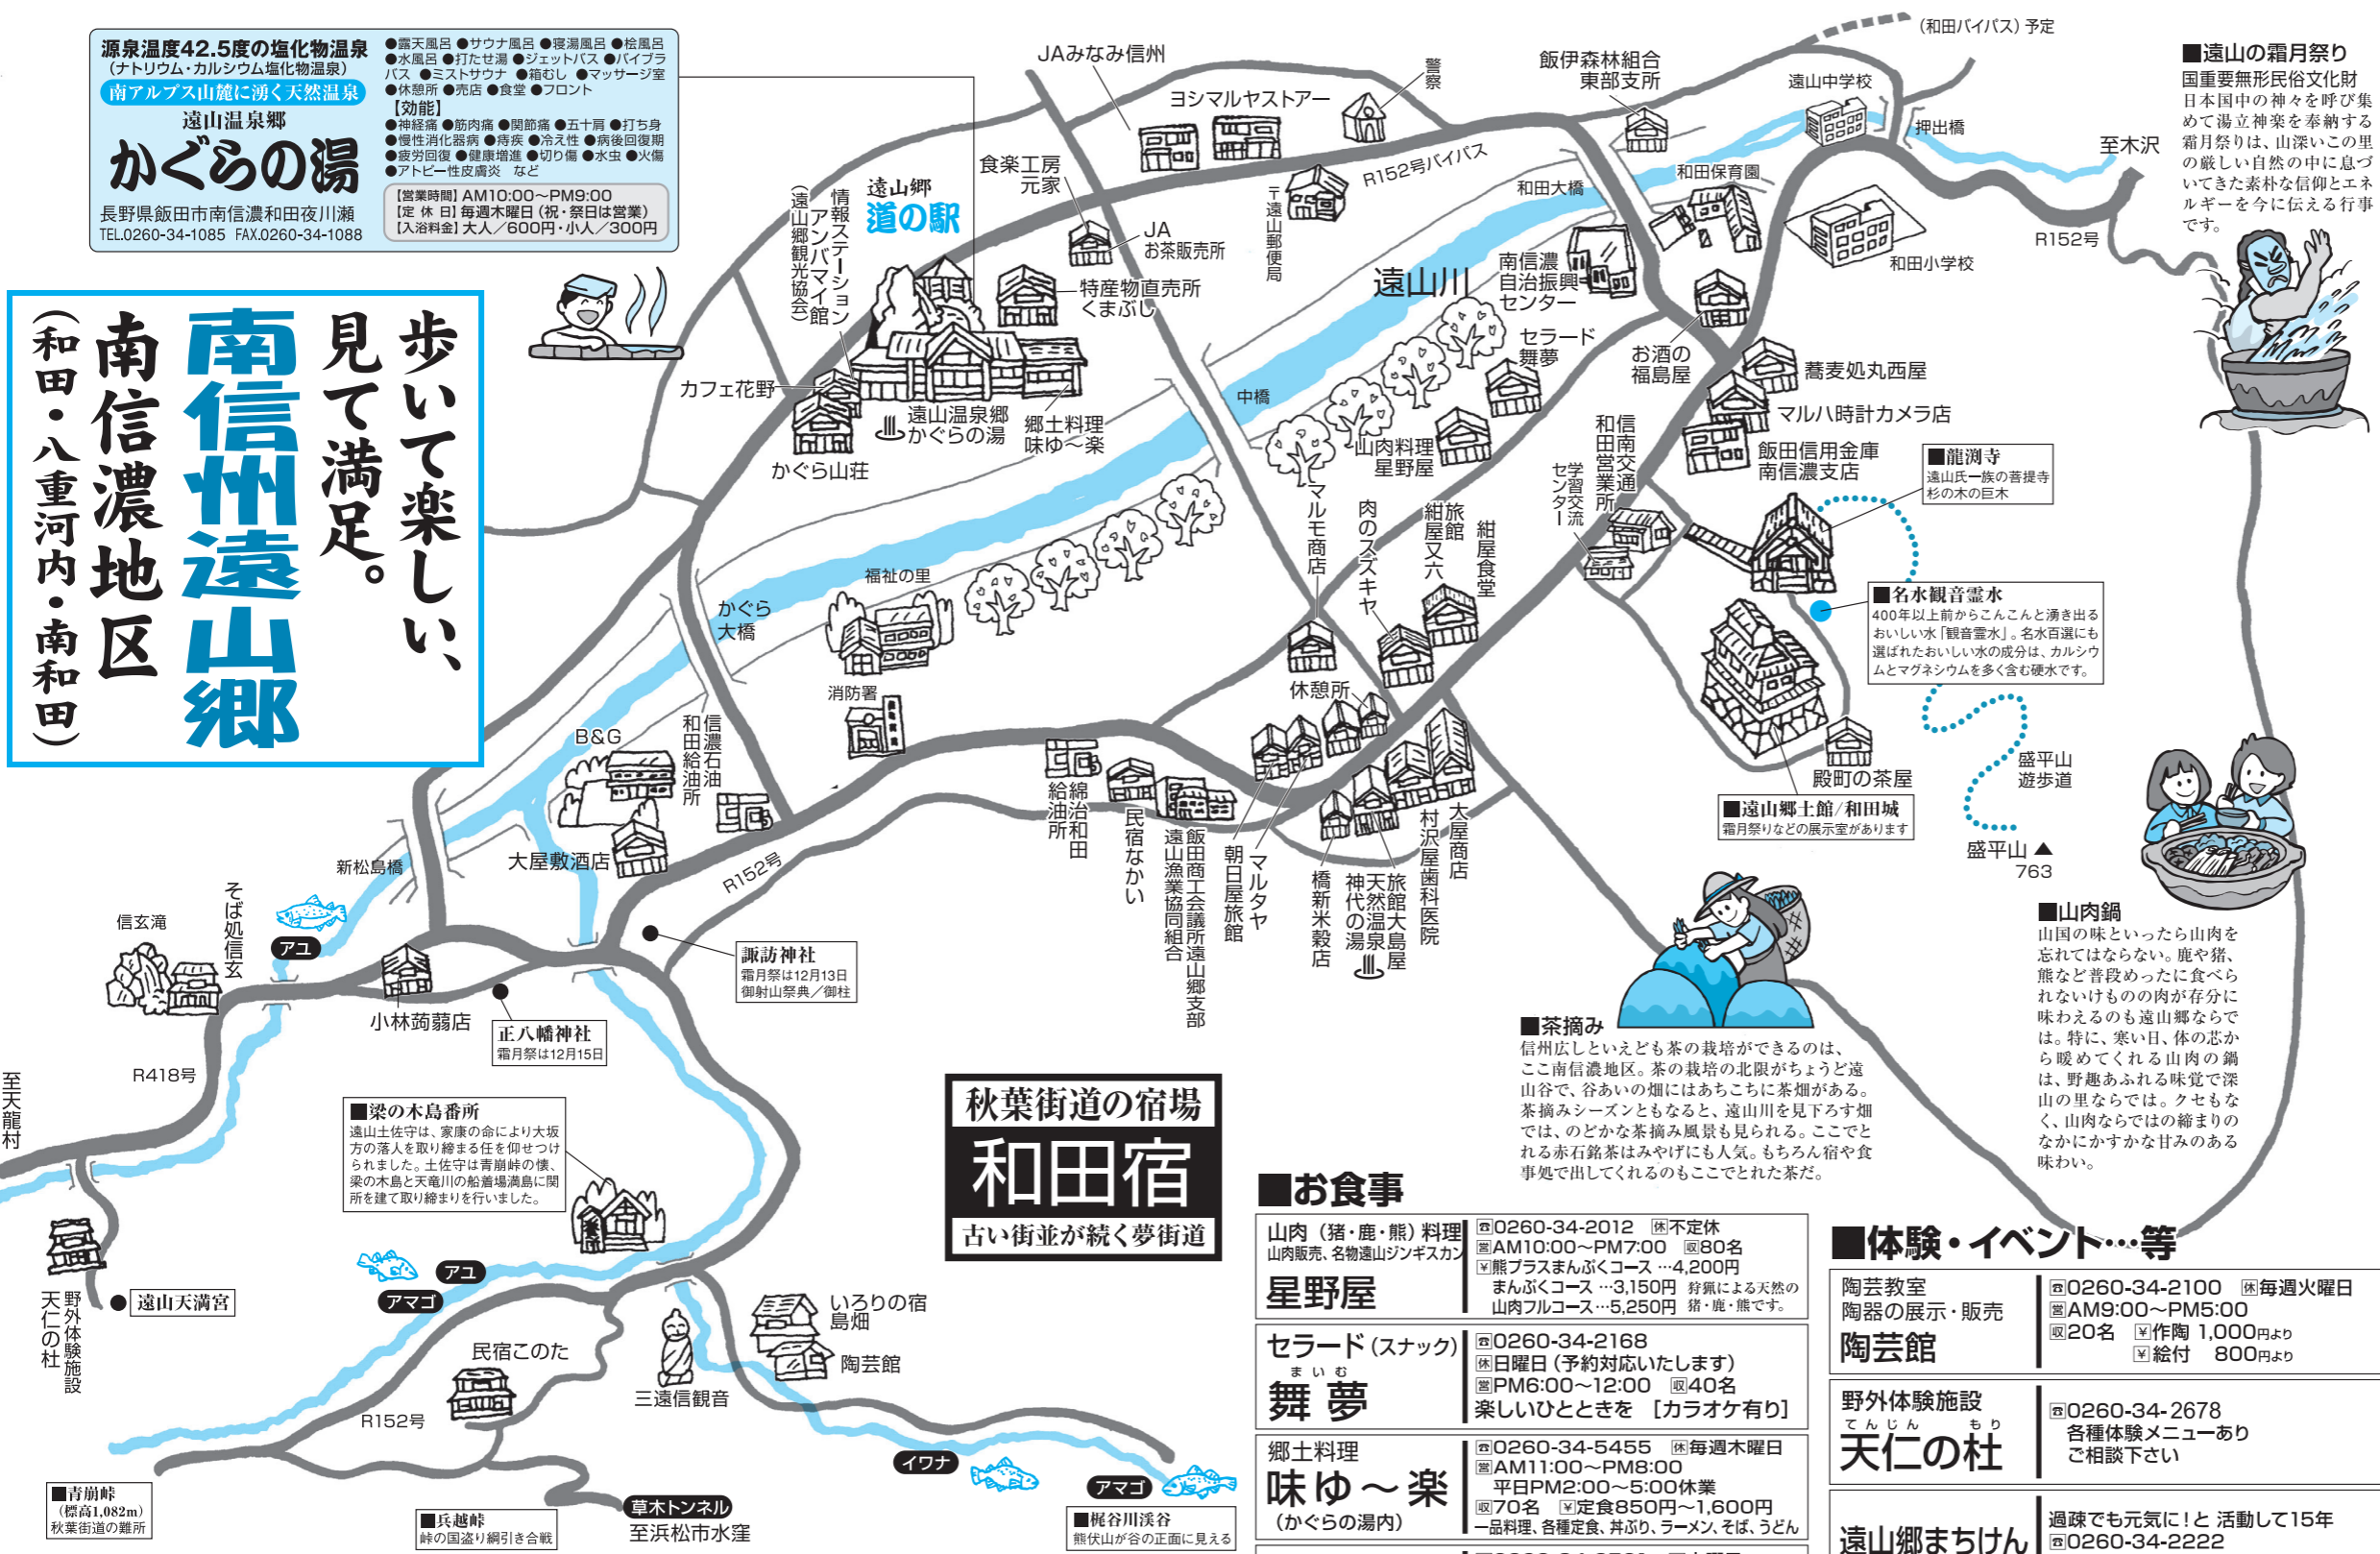 源泉温度42.5度の塩化物温泉
（ナトリウム・カルシウム塩化物温泉）
南アルプス山麓に湧く天然温泉
遠山温泉郷
かぐらの湯
長野県飯田市南信濃和田夜川瀬
TEL.0260-34-1085 FAX.0260-34-1088
●露天風呂 ●サウナ風呂 ●寝湯風呂 ●桧風呂
●水風呂 ●打たせ湯 ●ジェットバス ●バイブラ
バス ●ミストサウナ ●箱むし ●マッサージ室
●休憩所 ●売店 ●食堂 ●フロント
【効能】
●神経痛 ●筋肉痛 ●関節痛 ●五十肩 ●打ち身
●慢性消化器病 ●痔疾 ●冷え性 ●病後回復期
●疲労回復 ●健康増進 ●切り傷 ●水虫 ●火傷
●アトピー性皮膚炎 など
【営業時間】AM10:00〜PM9:00
【定 休 日】毎週木曜日（祝・祭日は営業）
【入浴料金】大人／600円・小人／300円
歩いて楽しい、
見て満足。
南信州遠山郷
南信濃地区
（和田・八重河内・南和田）
（和田バイパス）予定
JAみなみ信州
ヨシマルヤストアー
警察
飯伊森林組合
東部支所
遠山中学校
押出橋
至木沢
R152号
和田小学校
和田保育園
和田大橋
R152号バイパス
〒遠山郵便局
食楽工房
元家
JA
お茶販売所
特産物直売所
くまぶし
遠山郷
道の駅
情報ステーション
アンバマイ館
（遠山郷観光協会）
カフェ花野
かぐら山荘
遠山温泉郷
かぐらの湯
郷土料理
味ゆ〜楽
遠山川
中橋
南信濃
自治振興
センター
セラード
舞夢
お酒の
福島屋
蕎麦処丸西屋
マルハ時計カメラ店
飯田信用金庫
南信濃支店
山肉料理
星野屋
信南交通
和田営業所
学習交流
センター
マルモ商店
肉のスズキヤ
旅館
紺屋又六
紺屋食堂
休憩所
■龍渕寺
遠山氏一族の菩提寺
杉の木の巨木
■名水観音霊水
400年以上前からこんこんと湧き出る
おいしい水「観音霊水」。名水百選にも
選ばれたおいしい水の成分は、カルシウ
ムとマグネシウムを多く含む硬水です。
殿町の茶屋
■遠山郷土館/和田城
霜月祭りなどの展示室があります
盛平山
遊歩道
盛平山▲
763
福祉の里
かぐら
大橋
消防署
B&G
信濃石油
和田給油所
大屋敷酒店
R152号
新松島橋
綿治和田
給油所
民宿なかい
飯田商工会議所遠山郷支部
遠山漁業協同組合
朝日屋旅館
マルタヤ
橋新米穀店
旅館大島屋
天然温泉
神代の湯
村沢屋歯科医院
大屋商店
そば処信玄
信玄滝
アユ
小林蒟蒻店
正八幡神社
霜月祭は12月15日
諏訪神社
霜月祭は12月13日
御射山祭典／御柱
R418号
至天龍村
■梁の木島番所
遠山土佐守は、家康の命により大坂
方の落人を取り締まる任を仰せつけ
られました。土佐守は青崩峠の懐、
梁の木島と天竜川の船着場満島に関
所を建て取り締まりを行いました。
野外体験施設
天仁の杜
遠山天満宮
アユ
アマゴ
民宿このた
R152号
三遠信観音
いろりの宿
島畑
陶芸館
イワナ
アマゴ
■青崩峠
（標高1,082m）
秋葉街道の難所
■兵越峠
峠の国盗り綱引き合戦
草木トンネル
至浜松市水窪
■梶谷川渓谷
熊伏山が谷の正面に見える
秋葉街道の宿場
和田宿
古い街並が続く夢街道
■遠山の霜月祭り
国重要無形民俗文化財
日本国中の神々を呼び集
めて湯立神楽を奉納する
霜月祭りは、山深いこの里
の厳しい自然の中に息づ
いてきた素朴な信仰とエネ
ルギーを今に伝える行事
です。
■山肉鍋
山国の味といったら山肉を
忘れてはならない。鹿や猪、
熊など普段めったに食べら
れないけものの肉が存分に
味わえるのも遠山郷ならで
は。特に、寒い日、体の芯か
ら暖めてくれる山肉の鍋
は、野趣あふれる味覚で深
山の里ならでは。クセもな
く、山肉ならではの締まりの
なかにかすかな甘みのある
味わい。
■茶摘み
信州広しといえども茶の栽培ができるのは、
ここ南信濃地区。茶の栽培の北限がちょうど遠
山谷で、谷あいの畑にはあちこちに茶畑がある。
茶摘みシーズンともなると、遠山川を見下ろす畑
では、のどかな茶摘み風景も見られる。ここでと
れる赤石銘茶はみやげにも人気。もちろん宿や食
事処で出してくれるのもここでとれた茶だ。
■お食事
山肉（猪・鹿・熊）料理
山肉販売、名物遠山ジンギスカン
星野屋
☎0260-34-2012 休不定休
営AM10:00〜PM7:00 収80名
¥熊プラスまんぷくコース…4,200円
まんぷくコース…3,150円 狩猟による天然の
山肉フルコース…5,250円 猪・鹿・熊です。
セラード（スナック）
まいむ
舞夢
☎0260-34-2168
休日曜日（予約対応いたします）
営PM6:00〜12:00 収40名
楽しいひとときを ［カラオケ有り］
郷土料理
味ゆ〜楽
（かぐらの湯内）
☎0260-34-5455 休毎週木曜日
営AM11:00〜PM8:00
平日PM2:00〜5:00休業
収70名 ¥定食850円〜1,600円
一品料理、各種定食、丼ぶり、ラーメン、そば、うどん
■体験・イベント…等
陶芸教室
陶器の展示・販売
陶芸館
☎0260-34-2100 休毎週火曜日
営AM9:00〜PM5:00
収20名 ¥作陶 1,000円より
¥絵付 800円より
野外体験施設
てんじん もり
天仁の杜
☎0260-34-2678
各種体験メニューあり
ご相談下さい
遠山郷まちけん
過疎でも元気に！と 活動して15年
☎0260-34-2222